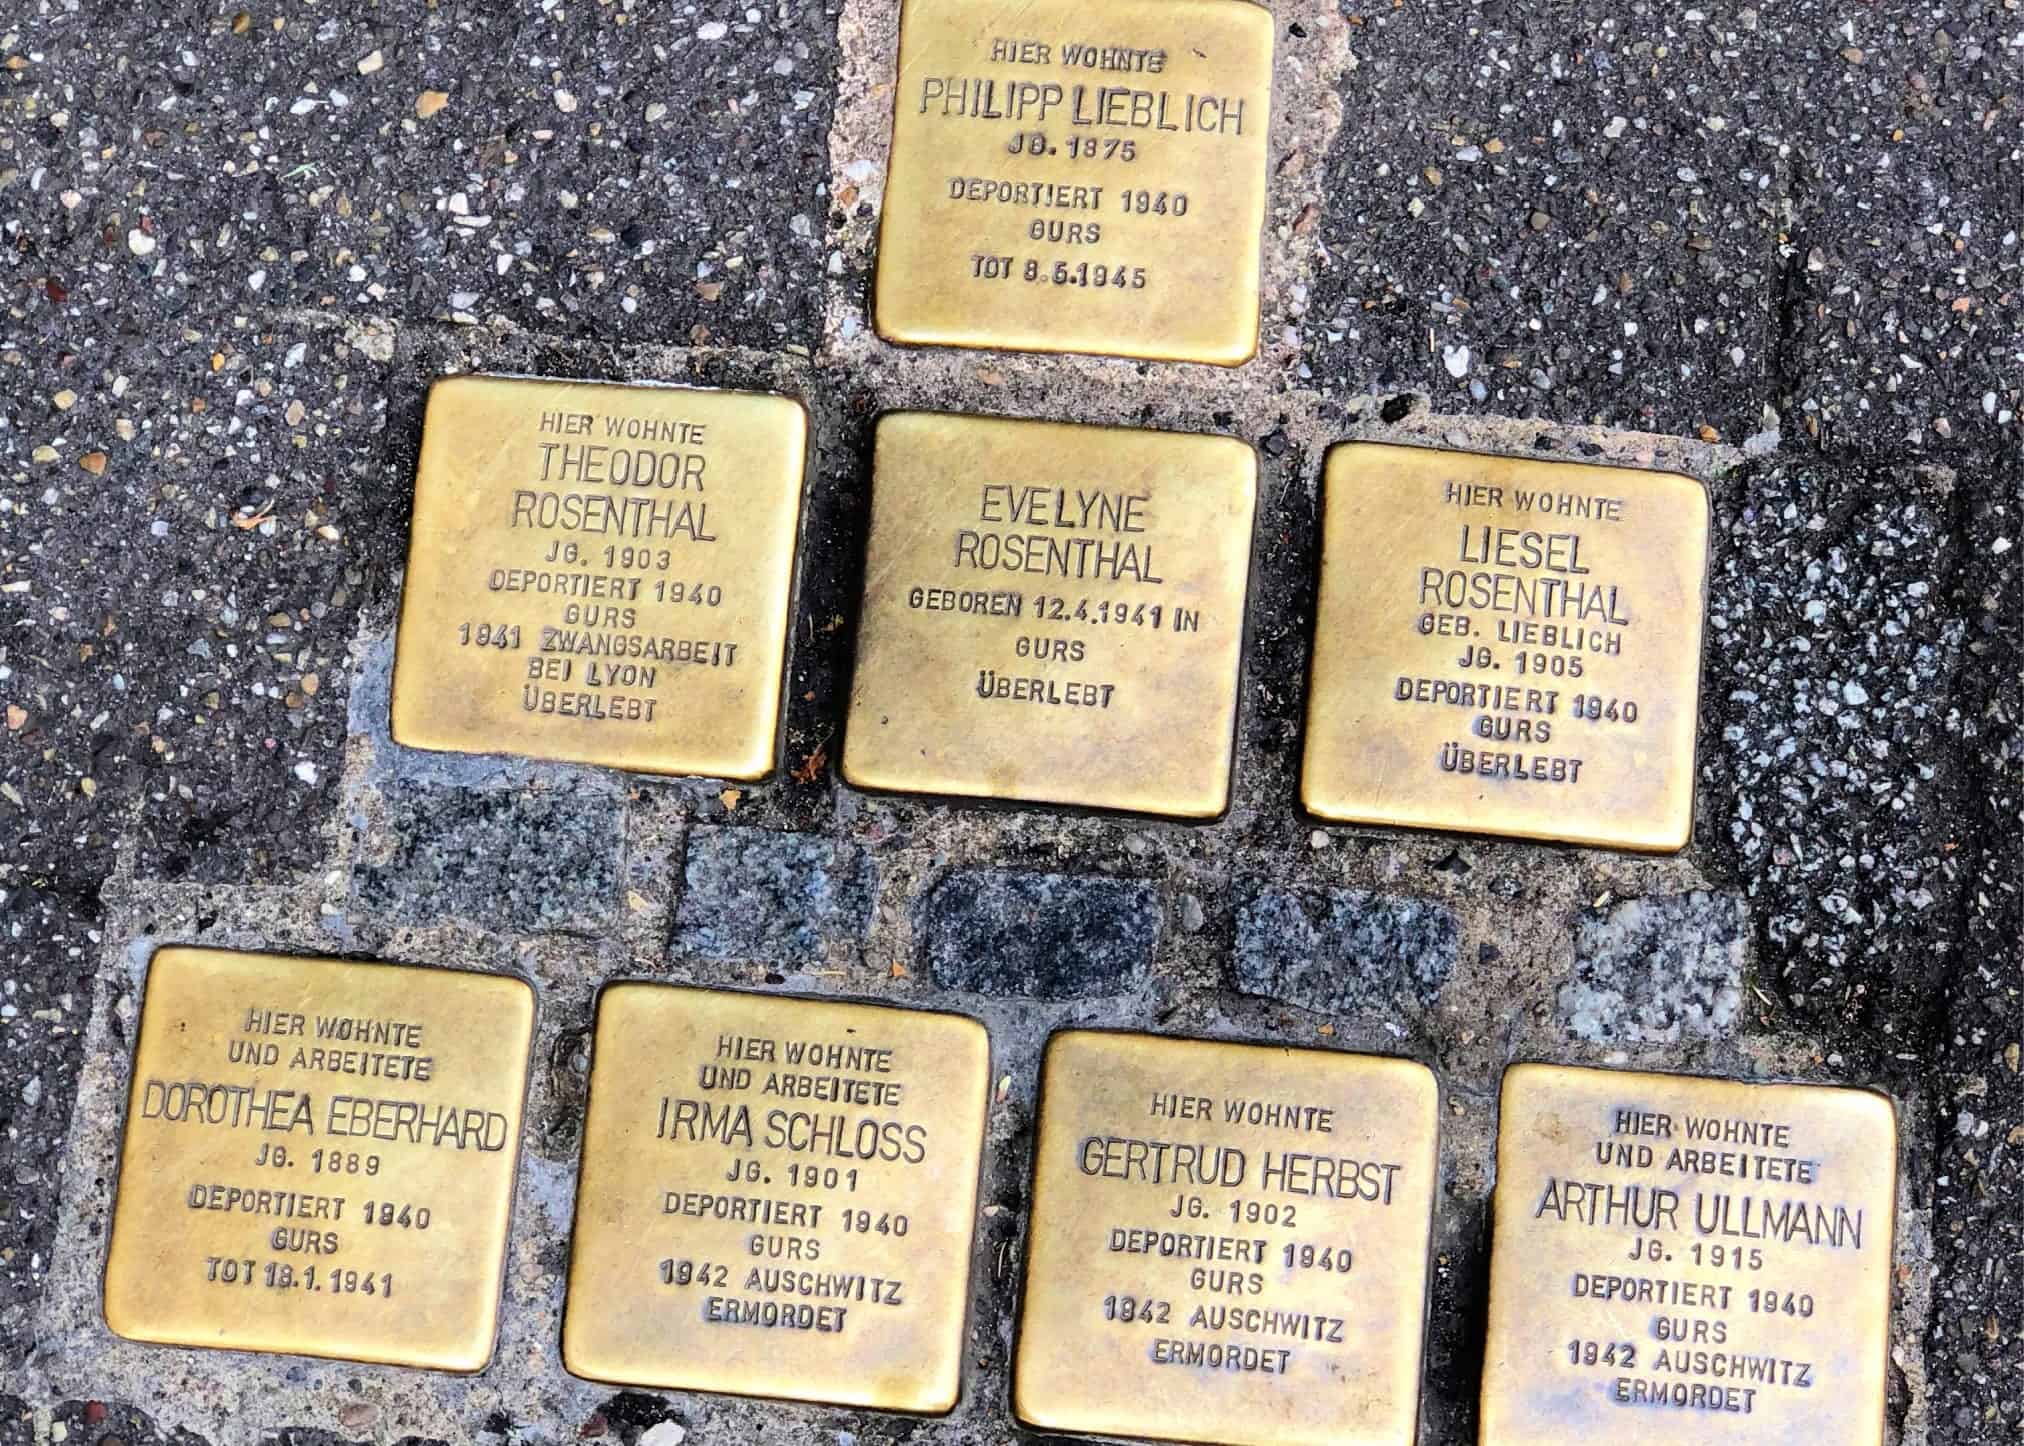 HIER WOHNTE
PHILIPP LIEBLICH
JG. 1875
DEPORTIERT 1940
GURS
TOT 8.5.1945
HIER WOHNTE
THEODOR
ROSENTHAL
JG. 1903
DEPORTIERT 1940
GURS
1941 ZWANGSARBEIT
BEI LYON
ÜBERLEBT
EVELYNE
ROSENTHAL
GEBOREN 12.4.1941 IN
GURS
ÜBERLEBT
HIER WOHNTE
LIESEL
ROSENTHAL
GEB. LIEBLICH
JG. 1905
DEPORTIERT 1940
GURS
ÜBERLEBT
HIER WOHNTE
UND ARBEITETE
DOROTHEA EBERHARD
JG. 1889
DEPORTIERT 1940
GURS
TOT 18.1.1941
HIER WOHNTE
UND ARBEITETE
IRMA SCHLOSS
JG. 1901
DEPORTIERT 1940
GURS
1942 AUSCHWITZ
ERMORDET
HIER WOHNTE
GERTRUD HERBST
JG. 1902
DEPORTIERT 1940
GURS
1942 AUSCHWITZ
ERMORDET
HIER WOHNTE
UND ARBEITETE
ARTHUR ULLMANN
JG. 1915
DEPORTIERT 1940
GURS
1942 AUSCHWITZ
ERMORDET